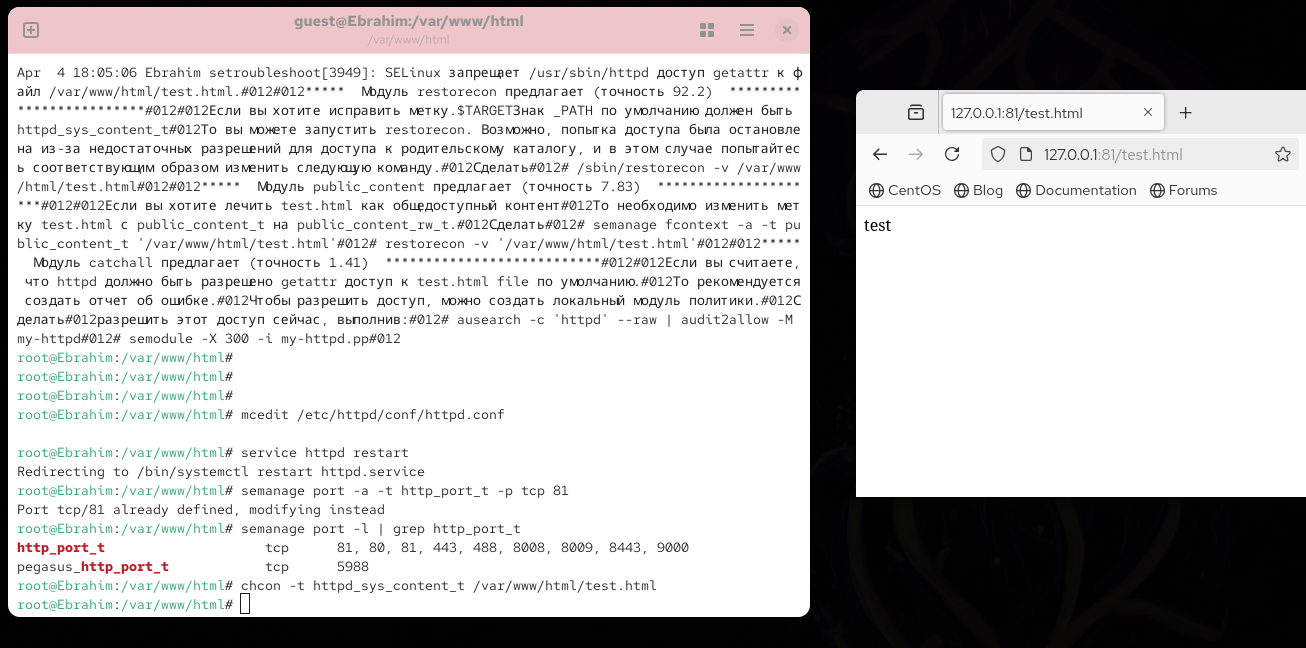 guest@Ebrahim:/var/www/html
/var/www/html
Apr  4 18:05:06 Ebrahim setroubleshoot[3949]: SELinux запрещает /usr/sbin/httpd доступ getattr к ф
айл /var/www/html/test.html.#012#012*****  Модуль restorecon предлагает (точность 92.2)  *********
****************#012#012Если вы хотите исправить метку.$TARGETЗнак _PATH по умолчанию должен быть
httpd_sys_content_t#012То вы можете запустить restorecon. Возможно, попытка доступа была остановле
на из-за недостаточных разрешений для доступа к родительскому каталогу, и в этом случае попытайтес
ь соответствующим образом изменить следующую команду.#012Сделать#012# /sbin/restorecon -v /var/www
/html/test.html#012#012*****  Модуль public_content предлагает (точность 7.83)  ******************
***#012#012Если вы хотите лечить test.html как общедоступный контент#012То необходимо изменить мет
ку test.html с public_content_t на public_content_rw_t.#012Сделать#012# semanage fcontext -a -t pu
blic_content_t '/var/www/html/test.html'#012# restorecon -v '/var/www/html/test.html'#012#012*****
  Модуль catchall предлагает (точность 1.41)  **************************#012#012Если вы считаете,
 что httpd должно быть разрешено getattr доступ к test.html file по умолчанию.#012То рекомендуется
 создать отчет об ошибке.#012Чтобы разрешить доступ, можно создать локальный модуль политики.#012С
делать#012разрешить этот доступ сейчас, выполнив:#012# ausearch -c 'httpd' --raw | audit2allow -M
my-httpd#012# semodule -X 300 -i my-httpd.pp#012
root@Ebrahim:/var/www/html#
root@Ebrahim:/var/www/html#
root@Ebrahim:/var/www/html#
root@Ebrahim:/var/www/html# mcedit /etc/httpd/conf/httpd.conf
root@Ebrahim:/var/www/html# service httpd restart
Redirecting to /bin/systemctl restart httpd.service
root@Ebrahim:/var/www/html# semanage port -a -t http_port_t -p tcp 81
Port tcp/81 already defined, modifying instead
root@Ebrahim:/var/www/html# semanage port -l | grep http_port_t
http_port_t                    tcp      81, 80, 81, 443, 488, 8008, 8009, 8443, 9000
pegasus_http_port_t            tcp      5988
root@Ebrahim:/var/www/html# chcon -t httpd_sys_content_t /var/www/html/test.html
root@Ebrahim:/var/www/html#
127.0.0.1:81/test.html
127.0.0.1:81/test.html
CentOS Blog Documentation Forums
test